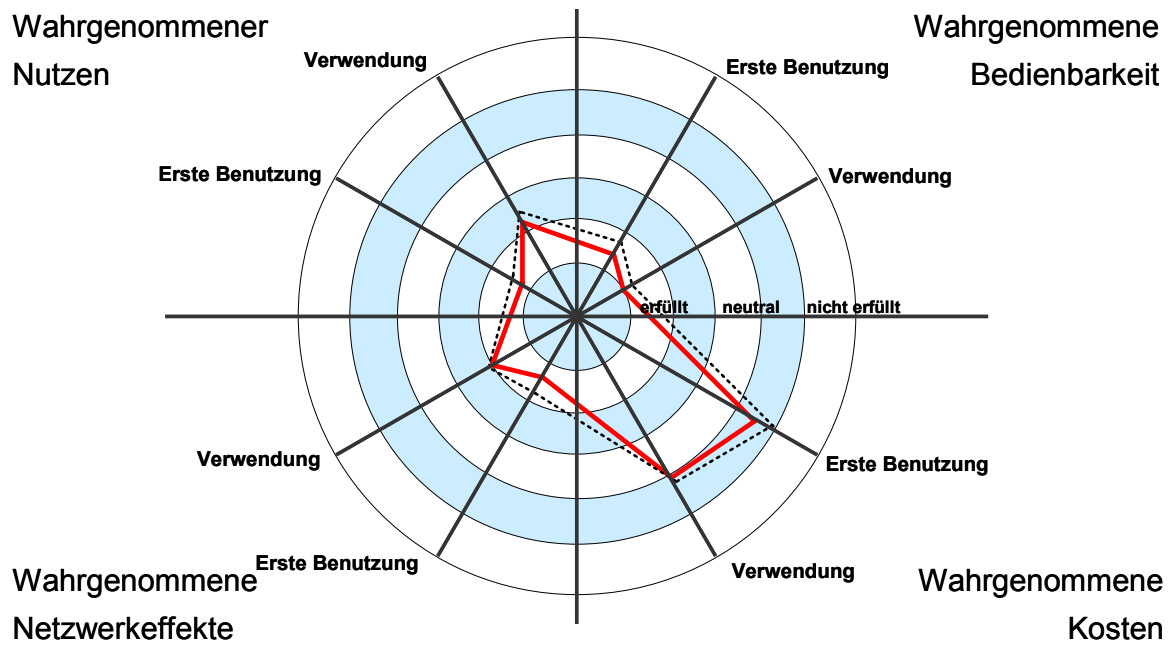 Wahrgenommener
Nutzen
Wahrgenommene
Bedienbarkeit
Verwendung
Erste Benutzung
Erste Benutzung
Verwendung
erfüllt
neutral
nicht erfüllt
Verwendung
Erste Benutzung
Erste Benutzung
Verwendung
Wahrgenommene
Netzwerkeffekte
Wahrgenommene
Kosten